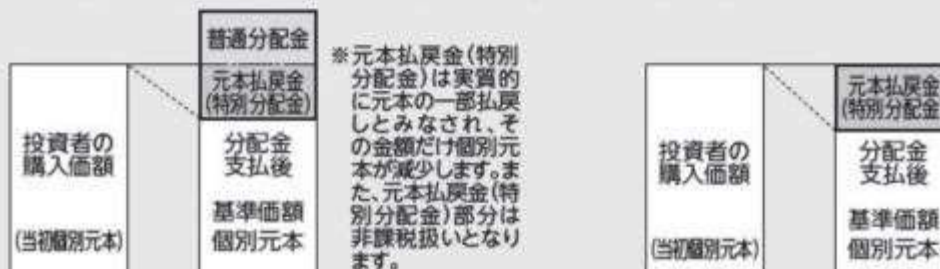 普通分配金
元本払戻金
(特別分配金)
投資者の
購入価額
(当初個別元本)
分配金
支払後
基準価額
個別元本
※元本払戻金(特別
分配金)は実質的
に元本の一部払戻
しとみなされ、そ
の金額だけ個別元
本が減少します。ま
た、元本払戻金(特
別分配金)部分は
非課税扱いとなり
ます。
投資者の
購入価額
(当初個別元本)
元本払戻金
(特別分配金)
分配金
支払後
基準価額
個別元本